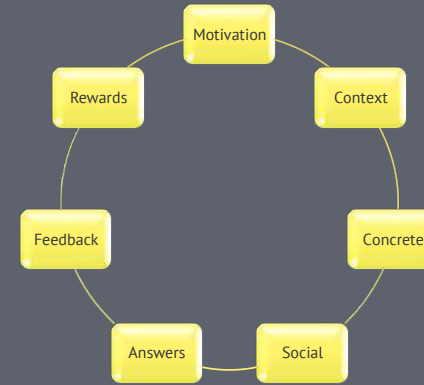 Motivation
Context
Concrete
Social
Answers
Feedback
Rewards